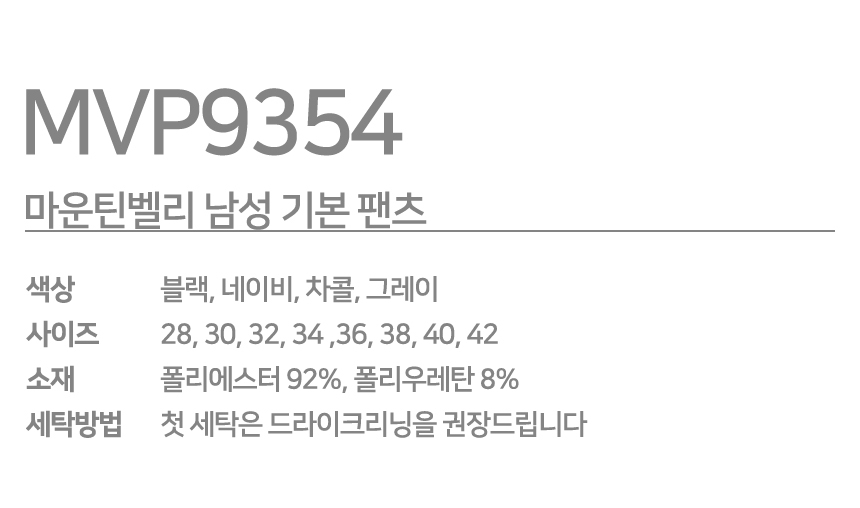 MVP9354
마운틴벨리 남성 기본 팬츠
색상 블랙, 네이비, 차콜, 그레이
사이즈 28, 30, 32, 34 ,36, 38, 40, 42
소재 폴리에스터 92%, 폴리우레탄 8%
세탁방법 첫 세탁은 드라이크리닝을 권장드립니다